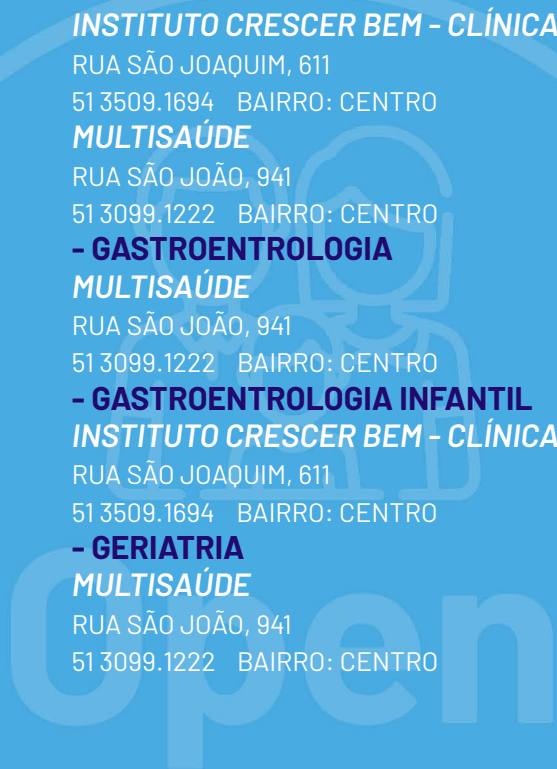 INSTITUTO CRESCER BEM - CLÍNICA
RUA SÃO JOAQUIM, 611
51 3509.1694 BAIRRO: CENTRO
MULTISAÚDE
RUA SÃO JOÃO, 941
51 3099.1222 BAIRRO: CENTRO
- GASTROENTROLOGIA
MULTISAÚDE
RUA SÃO JOÃO, 941
51 3099.1222 BAIRRO: CENTRO
- GASTROENTROLOGIA INFANTIL
INSTITUTO CRESCER BEM - CLÍNICA
RUA SÃO JOAQUIM, 611
51 3509.1694 BAIRRO: CENTRO
- GERIATRIA
MULTISAÚDE
RUA SÃO JOÃO, 941
51 3099.1222 BAIRRO: CENTRO
Open